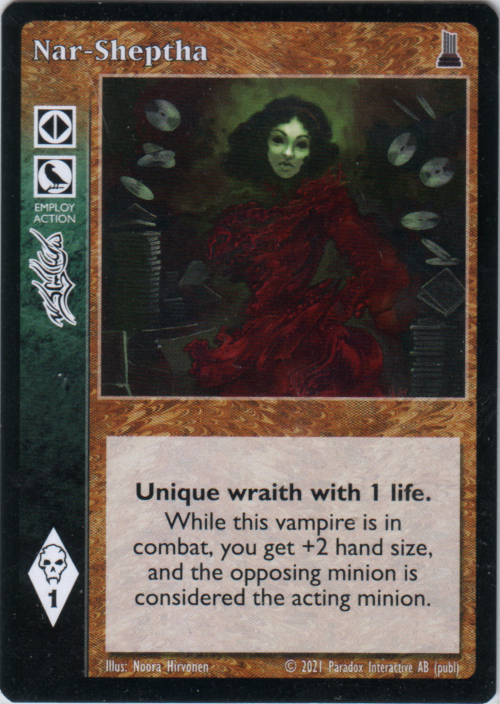 Nar-Sheptha
EMPLOY
ACTION
Unique wraith with 1 life.
While this vampire is in
combat, you get +2 hand size,
and the opposing minion is
considered the acting minion.
1
Illus: Noora Hirvonen
© 2021 Paradox Interactive AB (publ)